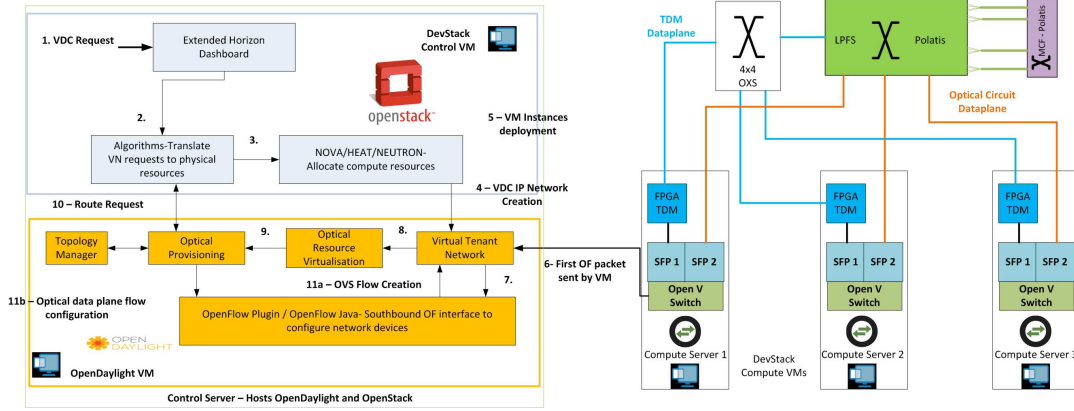 1. VDC Request
Extended Horizon
Dashboard
DevStack
Control VM
openstack™
2.
3.
5 – VM Instances
deployment
Algorithms-Translate
VN requests to physical
resources
NOVA/HEAT/NEUTRON-
Allocate compute resources
10 – Route Request
4 – VDC IP Network
Creation
Topology
Manager
Optical
Provisioning
9.
Optical
Resource
Virtualisation
8.
Virtual Tenant
Network
6- First OF packet
sent by VM
7.
11a – OVS Flow Creation
11b – Optical data plane flow
configuration
OpenFlow Plugin / OpenFlow Java- Southbound OF interface to
configure network devices
OPEN
DAYLIGHT
OpenDaylight VM
Control Server – Hosts OpenDaylight and OpenStack
TDM
Dataplane
4x4
OXS
LPFS
Polatis
MCF - Polatis
Optical Circuit
Dataplane
FPGA
TDM
SFP 1
SFP 2
Open V
Switch
Compute Server 1
DevStack
Compute VMs
FPGA
TDM
SFP 1
SFP 2
Open V
Switch
Compute Server 2
FPGA
TDM
SFP 1
SFP 2
Open V
Switch
Compute Server 3